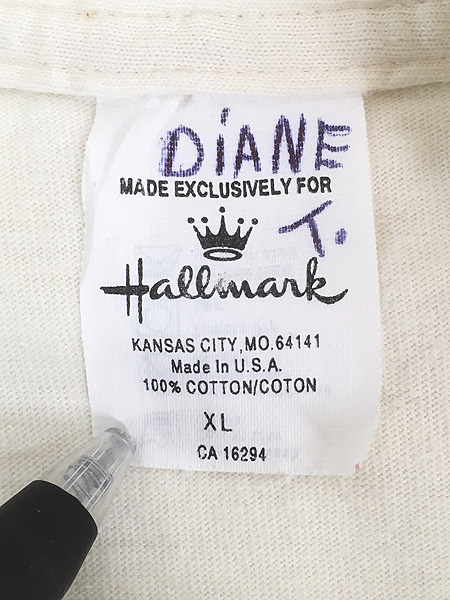 DiANE
MADE EXCLUSIVELY FOR
T.
Hallmark
KANSAS CITY, MO. 64141
Made In U.S.A.
100% COTTON/COTON
XL
CA 16294